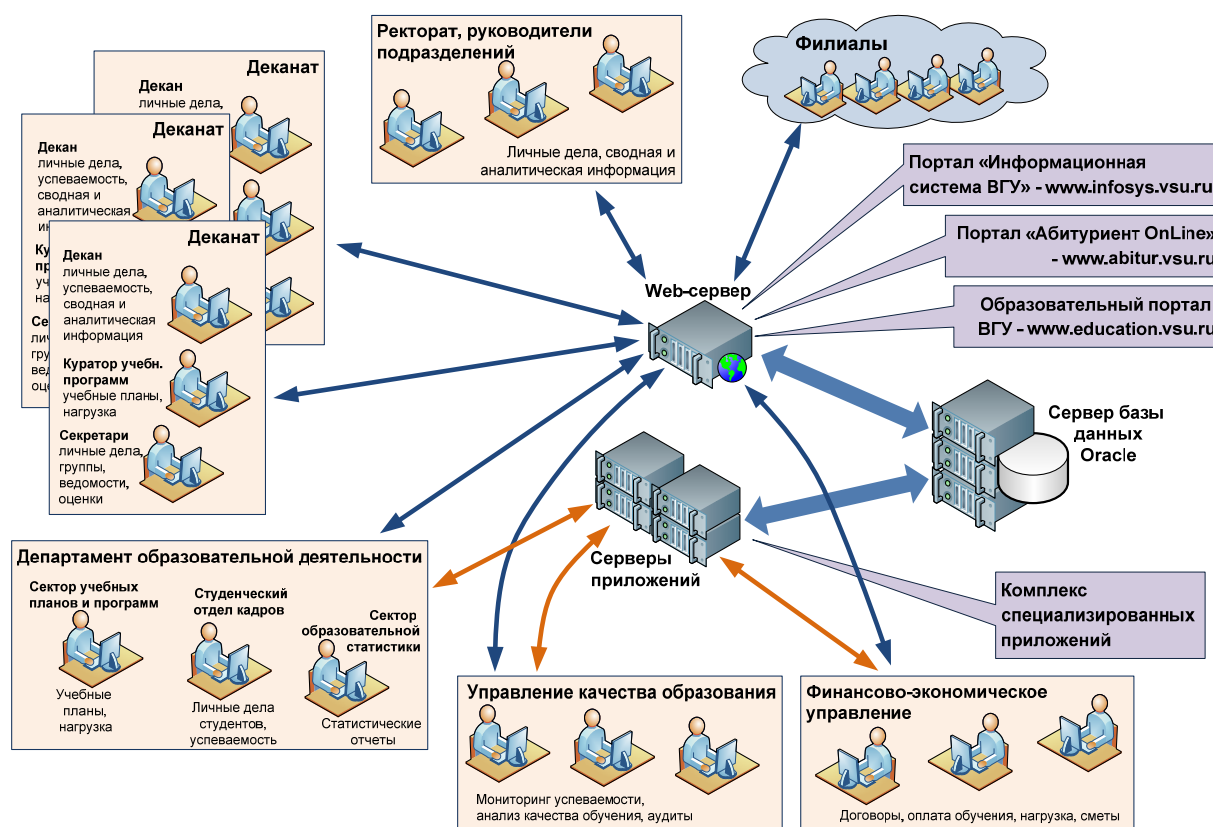 Ректорат, руководители
подразделений
Личные дела, сводная и
аналитическая информация
Филиалы
Деканат
Декан
личные дела,
Деканат
Декан
личные дела,
успеваемость,
сводная и
аналитическая
Деканат
Декан
личные дела,
успеваемость,
сводная и
аналитическая
информация
Куратор учебн.
программ
учебные планы,
нагрузка
Секретари
личные дела,
группы,
ведомости,
оценки
Портал «Информационная
система ВГУ» - www.infosys.vsu.ru
Портал «Абитуриент OnLine»
- www.abitur.vsu.ru
Образовательный портал
ВГУ - www.education.vsu.ru
Web-сервер
Сервер базы
данных
Oracle
Серверы
приложений
Комплекс
специализированных
приложений
Департамент образовательной деятельности
Сектор учебных
планов и программ
Учебные
планы,
нагрузка
Студенческий
отдел кадров
Личные дела
студентов,
успеваемость
Сектор
образовательной
статистики
Статистические
отчеты
Управление качества образования
Мониторинг успеваемости,
анализ качества обучения, аудиты
Финансово-экономическое
управление
Договоры, оплата обучения, нагрузка, сметы